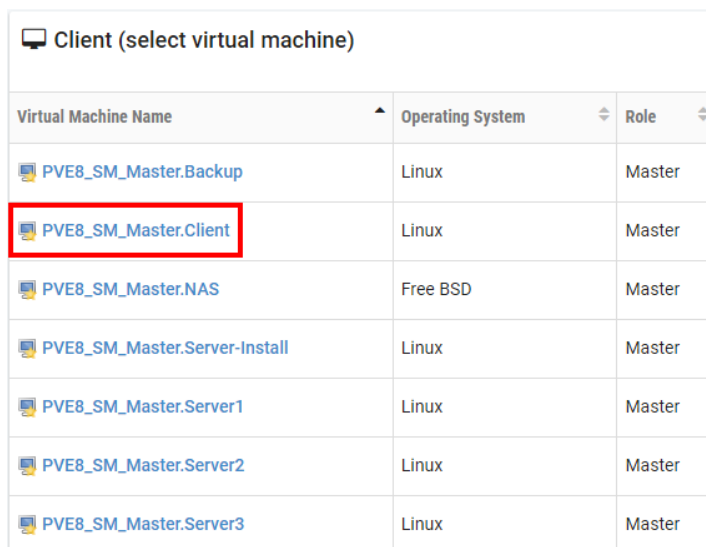 Client (select virtual machine)
Virtual Machine Name Operating System Role
PVE8_SM_Master.Backup Linux Master
PVE8_SM_Master.Client Linux Master
PVE8_SM_Master.NAS Free BSD Master
PVE8_SM_Master.Server-Install Linux Master
PVE8_SM_Master.Server1 Linux Master
PVE8_SM_Master.Server2 Linux Master
PVE8_SM_Master.Server3 Linux Master